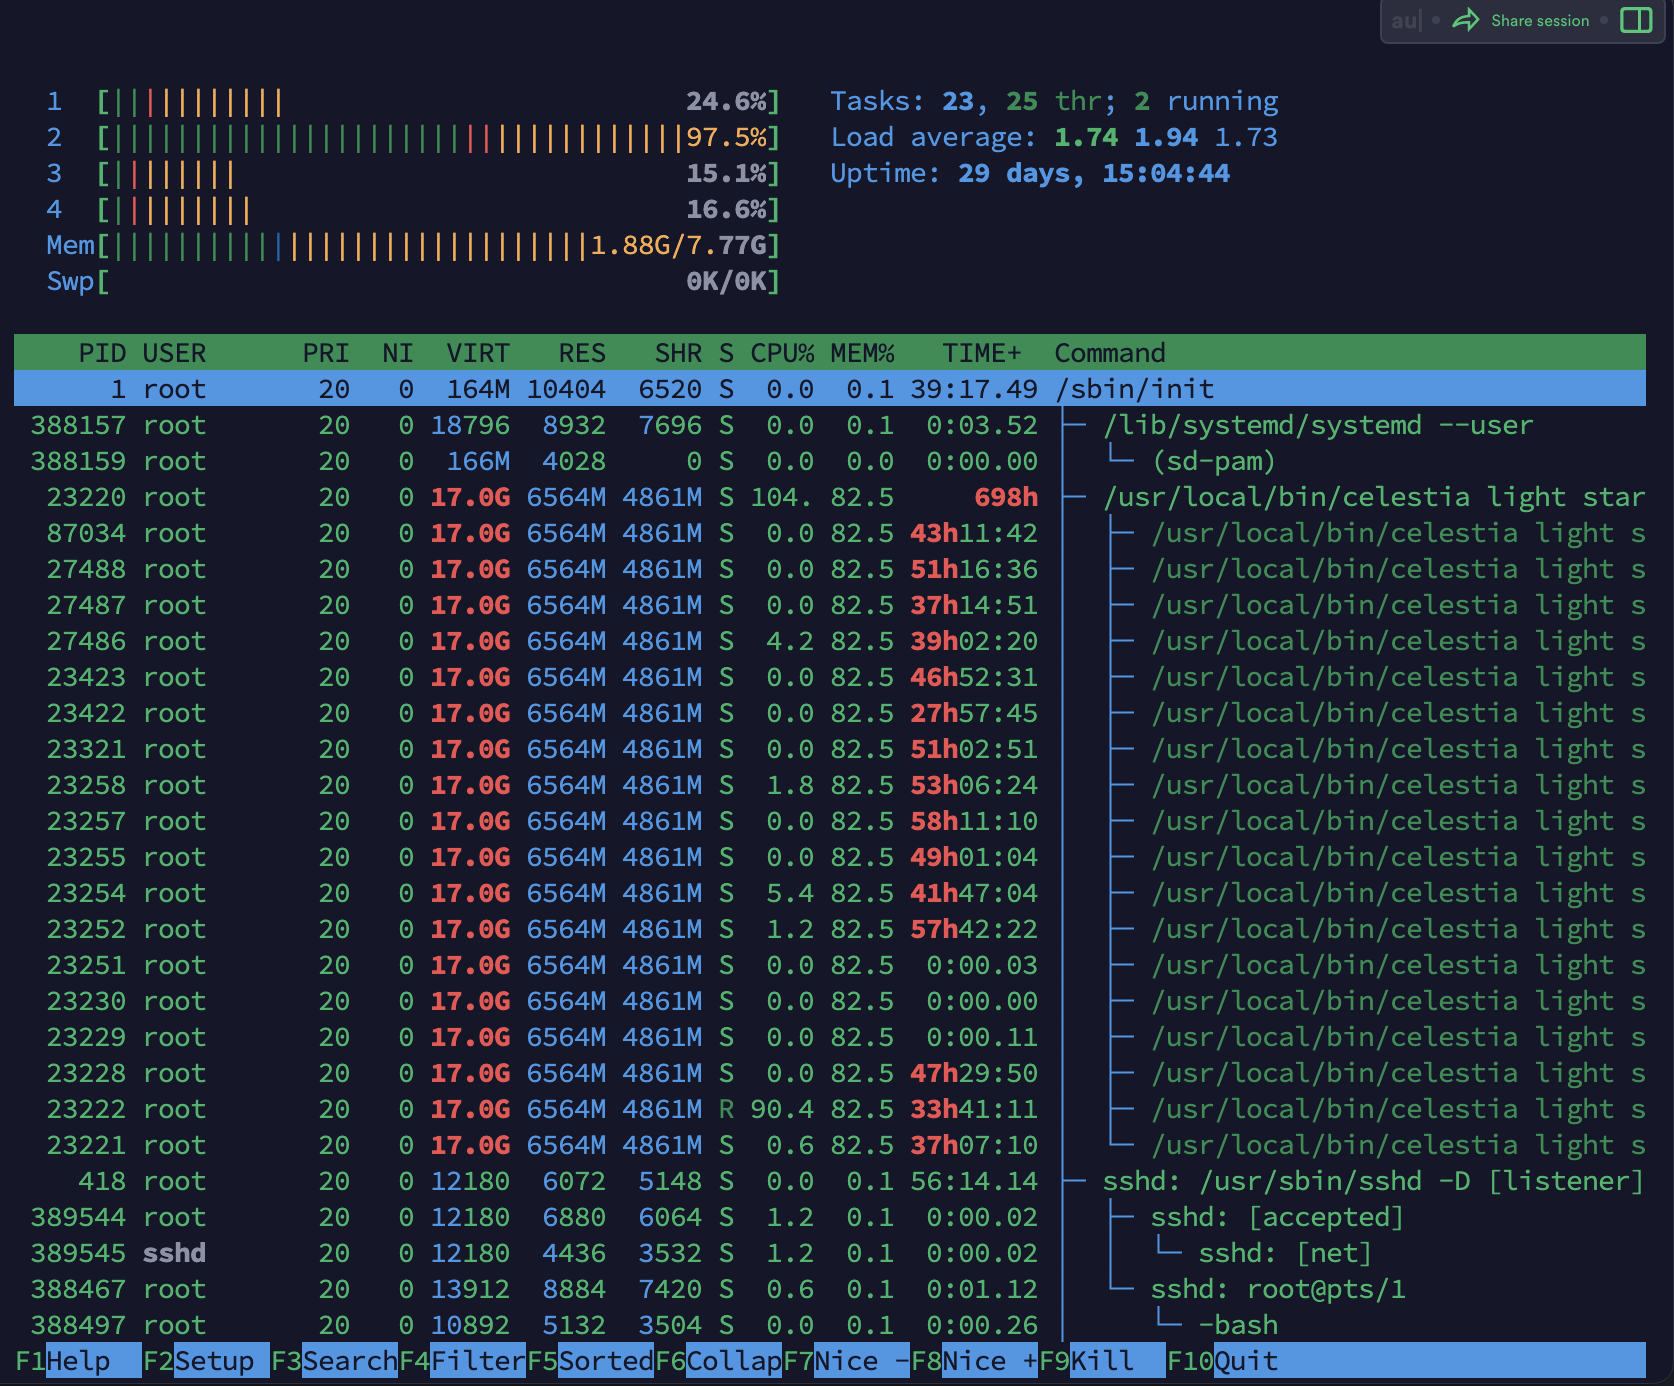 au| • Share session •
1 [||||||||||| 24.6%] Tasks: 23, 25 thr; 2 running
2 [||||||||||||||||||||||||||||||||||||97.5%] Load average: 1.74 1.94 1.73
3 [|||||||| 15.1%] Uptime: 29 days, 15:04:44
4 [||||||||| 16.6%]
Mem[||||||||||||||||||||||||||||||1.88G/7.77G]
Swp[ 0K/0K]
PID USER PRI NI VIRT RES SHR S CPU% MEM% TIME+ Command
1 root 20 0 164M 10404 6520 S 0.0 0.1 39:17.49 /sbin/init
388157 root 20 0 18796 8932 7696 S 0.0 0.1 0:03.52 ├─ /lib/systemd/systemd --user
388159 root 20 0 166M 4028 0 S 0.0 0.0 0:00.00 │ └─ (sd-pam)
23220 root 20 0 17.0G 6564M 4861M S 104. 82.5 698h ├─ /usr/local/bin/celestia light star
87034 root 20 0 17.0G 6564M 4861M S 0.0 82.5 43h11:42 │ ├─ /usr/local/bin/celestia light s
27488 root 20 0 17.0G 6564M 4861M S 0.0 82.5 51h16:36 │ ├─ /usr/local/bin/celestia light s
27487 root 20 0 17.0G 6564M 4861M S 0.0 82.5 37h14:51 │ ├─ /usr/local/bin/celestia light s
27486 root 20 0 17.0G 6564M 4861M S 4.2 82.5 39h02:20 │ ├─ /usr/local/bin/celestia light s
23423 root 20 0 17.0G 6564M 4861M S 0.0 82.5 46h52:31 │ ├─ /usr/local/bin/celestia light s
23422 root 20 0 17.0G 6564M 4861M S 0.0 82.5 27h57:45 │ ├─ /usr/local/bin/celestia light s
23321 root 20 0 17.0G 6564M 4861M S 0.0 82.5 51h02:51 │ ├─ /usr/local/bin/celestia light s
23258 root 20 0 17.0G 6564M 4861M S 1.8 82.5 53h06:24 │ ├─ /usr/local/bin/celestia light s
23257 root 20 0 17.0G 6564M 4861M S 0.0 82.5 58h11:10 │ ├─ /usr/local/bin/celestia light s
23255 root 20 0 17.0G 6564M 4861M S 0.0 82.5 49h01:04 │ ├─ /usr/local/bin/celestia light s
23254 root 20 0 17.0G 6564M 4861M S 5.4 82.5 41h47:04 │ ├─ /usr/local/bin/celestia light s
23252 root 20 0 17.0G 6564M 4861M S 1.2 82.5 57h42:22 │ ├─ /usr/local/bin/celestia light s
23251 root 20 0 17.0G 6564M 4861M S 0.0 82.5 0:00.03 │ ├─ /usr/local/bin/celestia light s
23230 root 20 0 17.0G 6564M 4861M S 0.0 82.5 0:00.00 │ ├─ /usr/local/bin/celestia light s
23229 root 20 0 17.0G 6564M 4861M S 0.0 82.5 0:00.11 │ ├─ /usr/local/bin/celestia light s
23228 root 20 0 17.0G 6564M 4861M S 0.0 82.5 47h29:50 │ ├─ /usr/local/bin/celestia light s
23222 root 20 0 17.0G 6564M 4861M R 90.4 82.5 33h41:11 │ ├─ /usr/local/bin/celestia light s
23221 root 20 0 17.0G 6564M 4861M S 0.6 82.5 37h07:10 │ └─ /usr/local/bin/celestia light s
418 root 20 0 12180 6072 5148 S 0.0 0.1 56:14.14 ├─ sshd: /usr/sbin/sshd -D [listener]
389544 root 20 0 12180 6880 6064 S 1.2 0.1 0:00.02 │ ├─ sshd: [accepted]
389545 sshd 20 0 12180 4436 3532 S 1.2 0.1 0:00.02 │ │ └─ sshd: [net]
388467 root 20 0 13912 8884 7420 S 0.6 0.1 0:01.12 │ └─ sshd: root@pts/1
388497 root 20 0 10892 5132 3504 S 0.0 0.1 0:00.26 │ └─ -bash
F1Help F2Setup F3SearchF4FilterF5SortedF6CollapF7Nice -F8Nice +F9Kill F10Quit